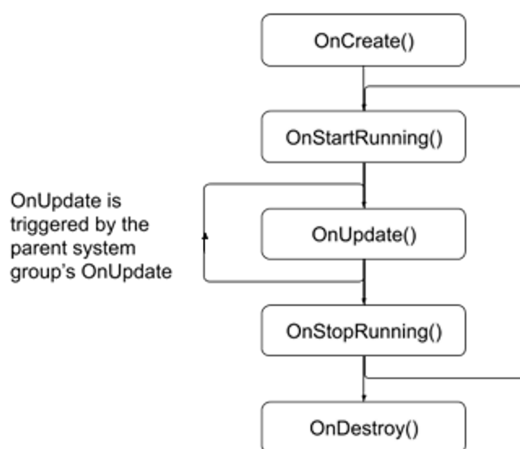 OnCreate()
OnStartRunning()
OnUpdate is
triggered by the
parent system
group's OnUpdate
OnUpdate()
OnStopRunning()
OnDestroy()